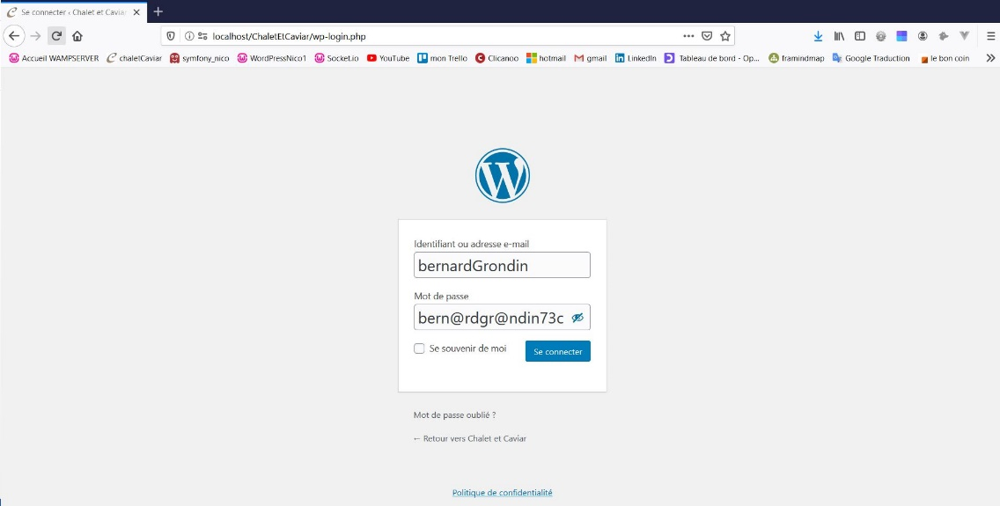 Se connecter ‹ Chalet et Caviar
localhost/ChaletEtCaviar/wp-login.php
Accueil WAMPSERVER chaletCaviar symfony_nico WordPressNico1 Socket.io YouTube mon Trello Clicanoo hotmail gmail LinkedIn Tableau de bord - Op... framindmap Google Traduction le bon coin
Identifiant ou adresse e-mail
bernardGrondin
Mot de passe
bern@rdgr@ndin73c
Se souvenir de moi
Se connecter
Mot de passe oublié ?
← Retour vers Chalet et Caviar
Politique de confidentialité